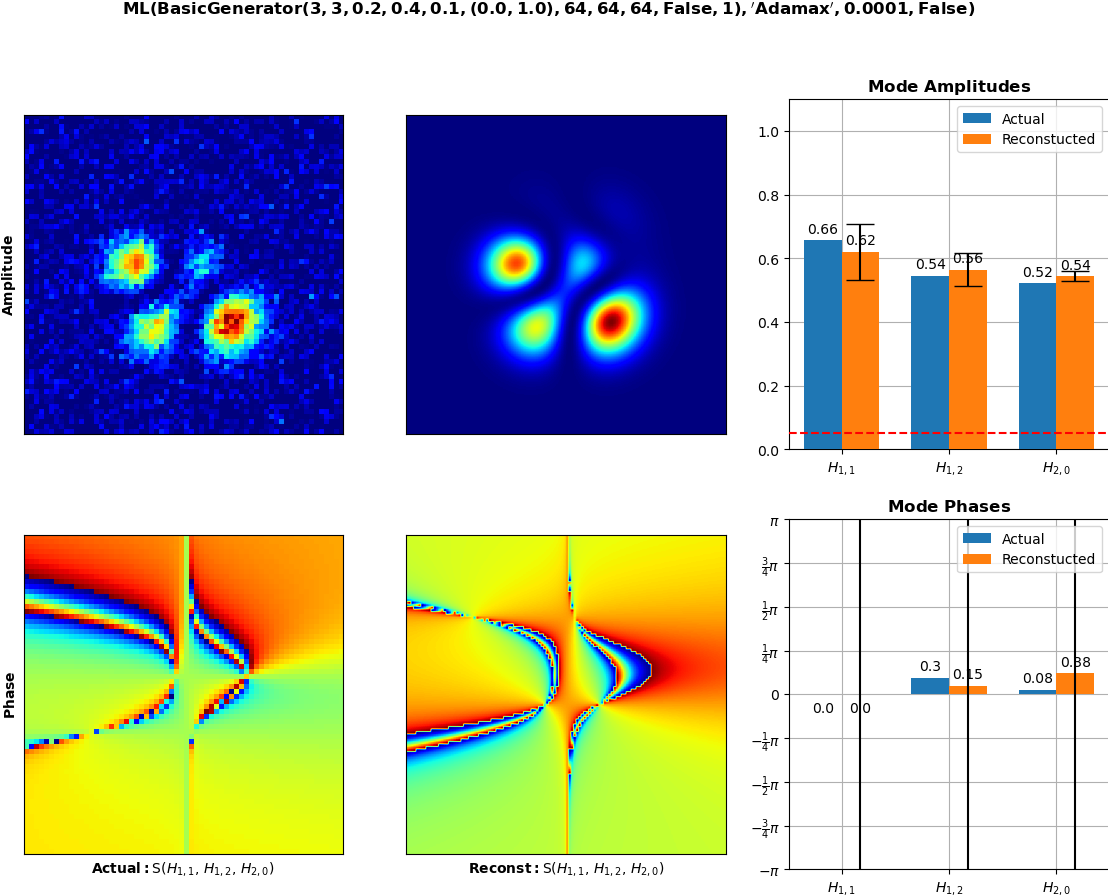 ML(BasicGenerator(3, 3, 0.2, 0.4, 0.1, (0.0, 1.0), 64, 64, 64, False, 1), 'Adamax', 0.0001, False)
Amplitude
Mode Amplitudes
Actual
Reconstucted
1.0
0.8
0.6
0.4
0.2
0.0
0.66
0.62
0.54
0.56
0.52
0.54
H₁,₁
H₁,₂
H₂,₀
Phase
Actual: S(H₁,₁, H₁,₂, H₂,₀)
Reconst: S(H₁,₁, H₁,₂, H₂,₀)
Mode Phases
Actual
Reconstucted
π
¾π
½π
¼π
0
−¼π
−½π
−¾π
−π
0.0
0.0
0.3
0.15
0.08
0.38
H₁,₁
H₁,₂
H₂,₀